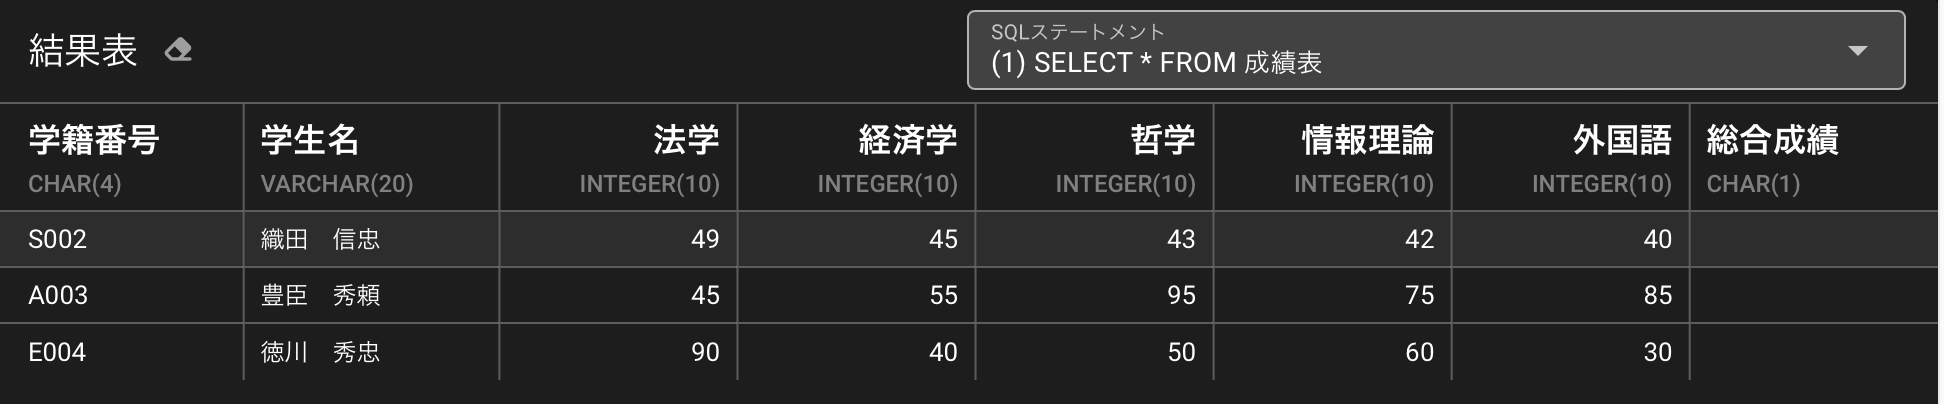 結果表
SQLステートメント
(1) SELECT * FROM 成績表
学籍番号 学生名 法学 経済学 哲学 情報理論 外国語 総合成績
CHAR(4) VARCHAR(20) INTEGER(10) INTEGER(10) INTEGER(10) INTEGER(10) INTEGER(10) CHAR(1)
S002 織田　信忠 49 45 43 42 40
A003 豊臣　秀頼 45 55 95 75 85
E004 徳川　秀忠 90 40 50 60 30